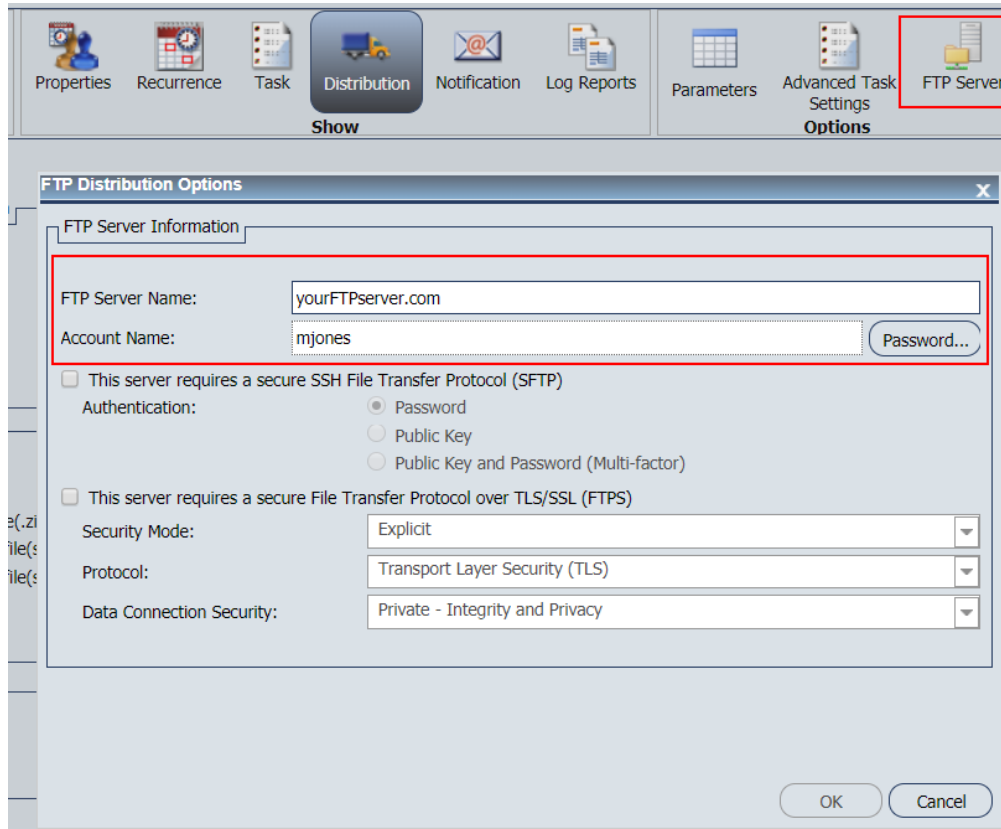 Properties
Recurrence
Task
Distribution
Notification
Log Reports
Show
Parameters
Advanced Task
Settings
FTP Server
Options
FTP Distribution Options
x
FTP Server Information
FTP Server Name:
yourFTPserver.com
Account Name:
mjones
Password...
This server requires a secure SSH File Transfer Protocol (SFTP)
Authentication:
Password
Public Key
Public Key and Password (Multi-factor)
This server requires a secure File Transfer Protocol over TLS/SSL (FTPS)
e(.zi
Security Mode:
Explicit
file(s
Protocol:
Transport Layer Security (TLS)
file(s
Data Connection Security:
Private - Integrity and Privacy
OK
Cancel